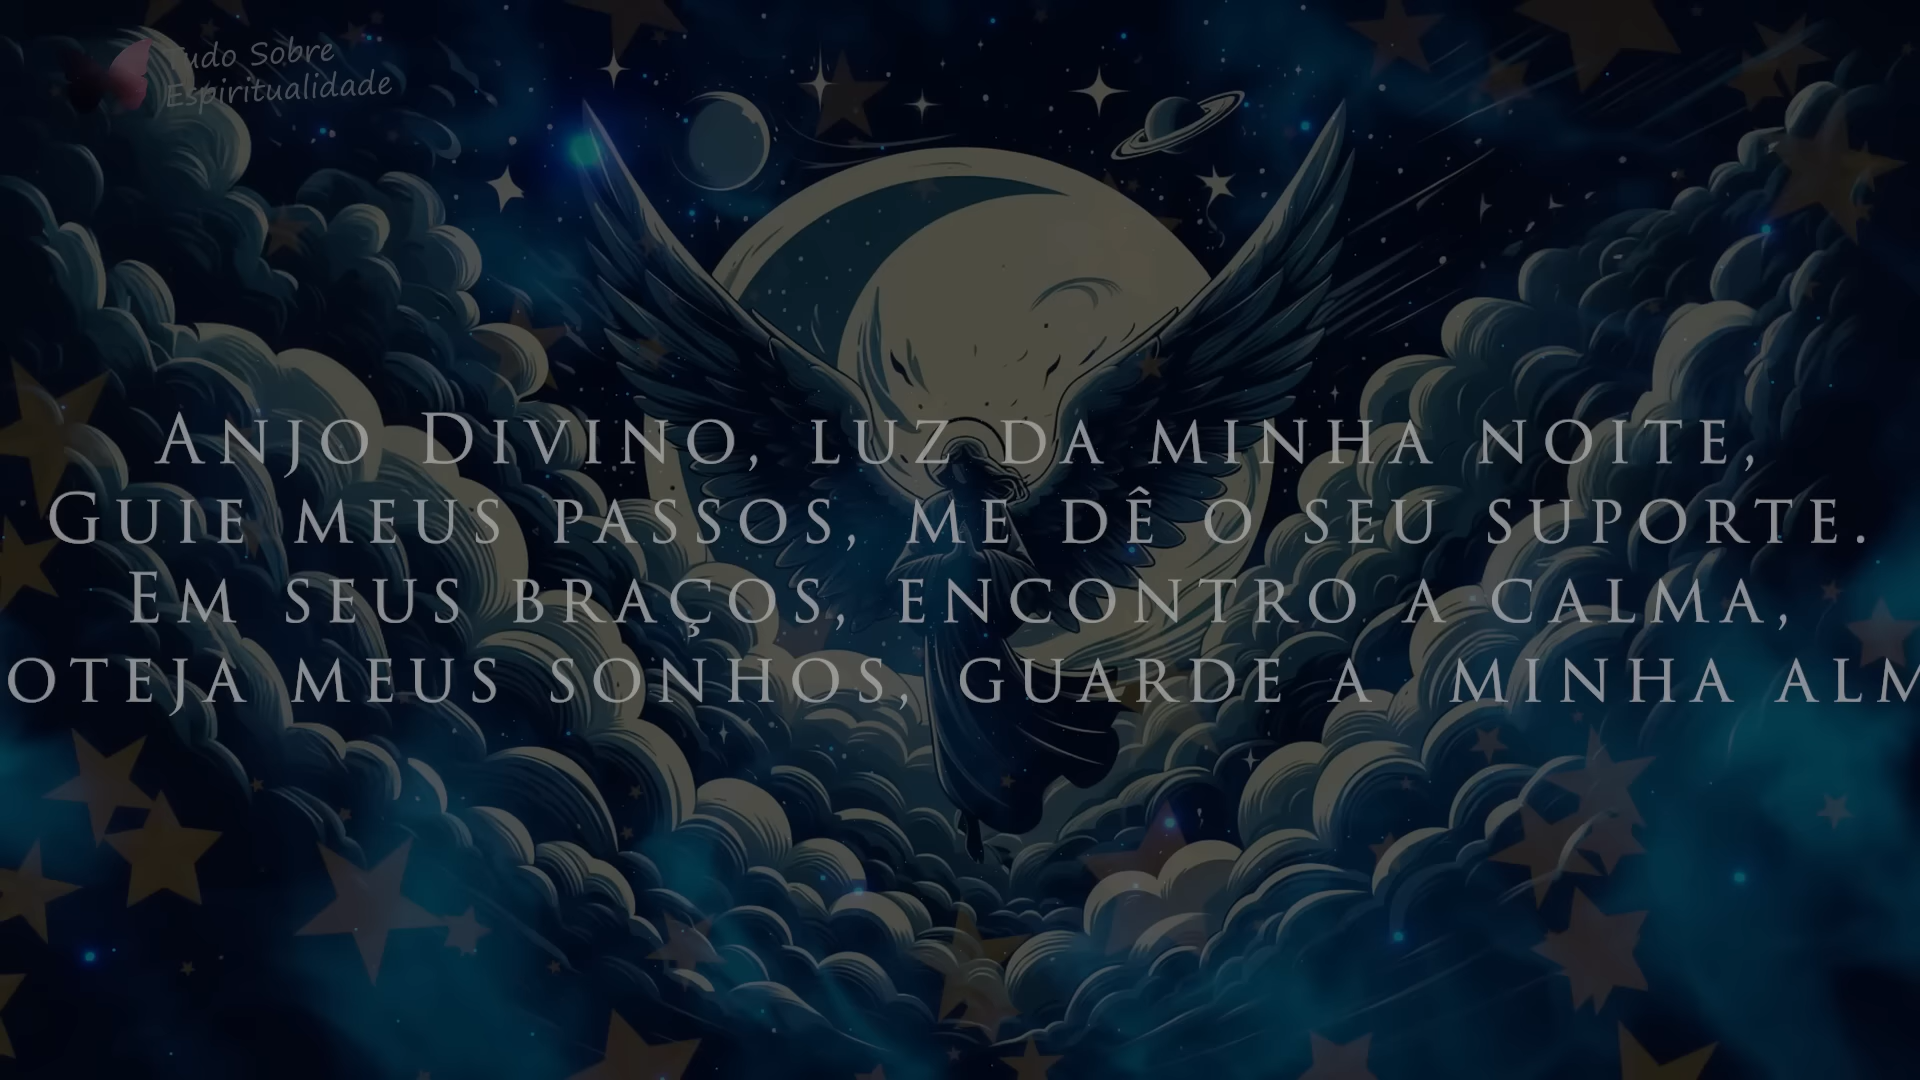 Tudo Sobre
Espiritualidade
Anjo Divino, luz da minha noite,
Guie meus passos, me dê o seu suporte.
Em seus braços, encontro a calma,
oteja meus sonhos, guarde a minha alm